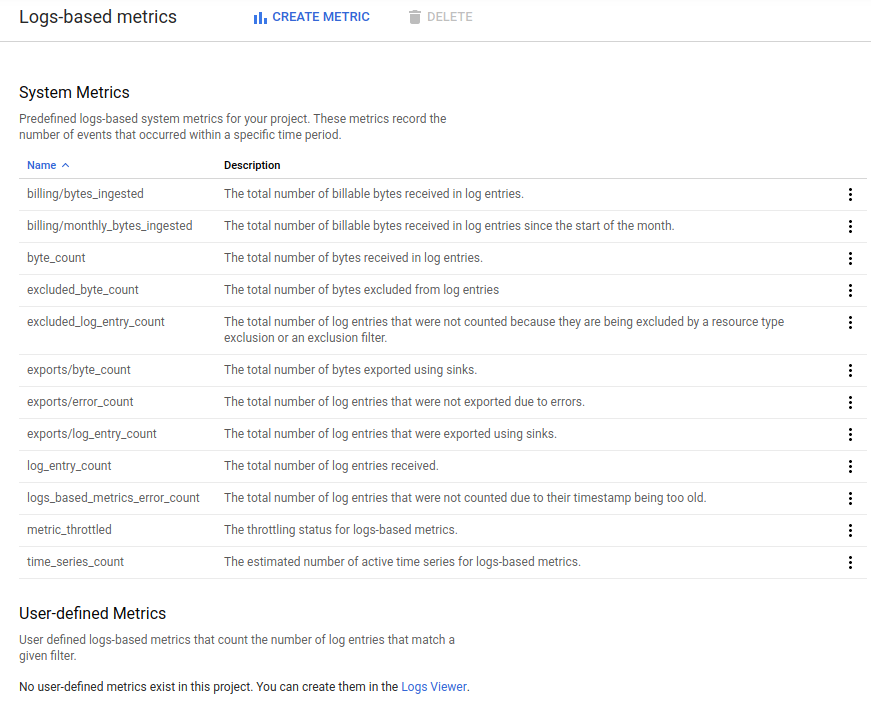 Logs-based metrics CREATE METRIC DELETE
System Metrics
Predefined logs-based system metrics for your project. These metrics record the
number of events that occurred within a specific time period.
Name Description
billing/bytes_ingested The total number of billable bytes received in log entries.
billing/monthly_bytes_ingested The total number of billable bytes received in log entries since the start of the month.
byte_count The total number of bytes received in log entries.
excluded_byte_count The total number of bytes excluded from log entries
excluded_log_entry_count The total number of log entries that were not counted because they are being excluded by a resource type
exclusion or an exclusion filter.
exports/byte_count The total number of bytes exported using sinks.
exports/error_count The total number of log entries that were not exported due to errors.
exports/log_entry_count The total number of log entries that were exported using sinks.
log_entry_count The total number of log entries received.
logs_based_metrics_error_count The total number of log entries that were not counted due to their timestamp being too old.
metric_throttled The throttling status for logs-based metrics.
time_series_count The estimated number of active time series for logs-based metrics.
User-defined Metrics
User defined logs-based metrics that count the number of log entries that match a
given filter.
No user-defined metrics exist in this project. You can create them in the Logs Viewer.